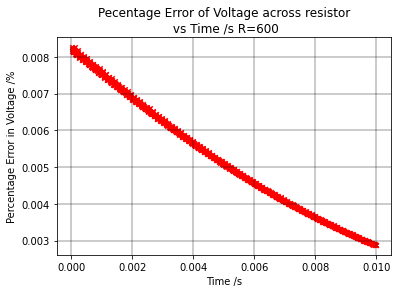 Pecentage Error of Voltage across resistor
vs Time /s R=600
Percentage Error in Voltage /%
0.008
0.007
0.006
0.005
0.004
0.003
0.000 0.002 0.004 0.006 0.008 0.010
Time /s